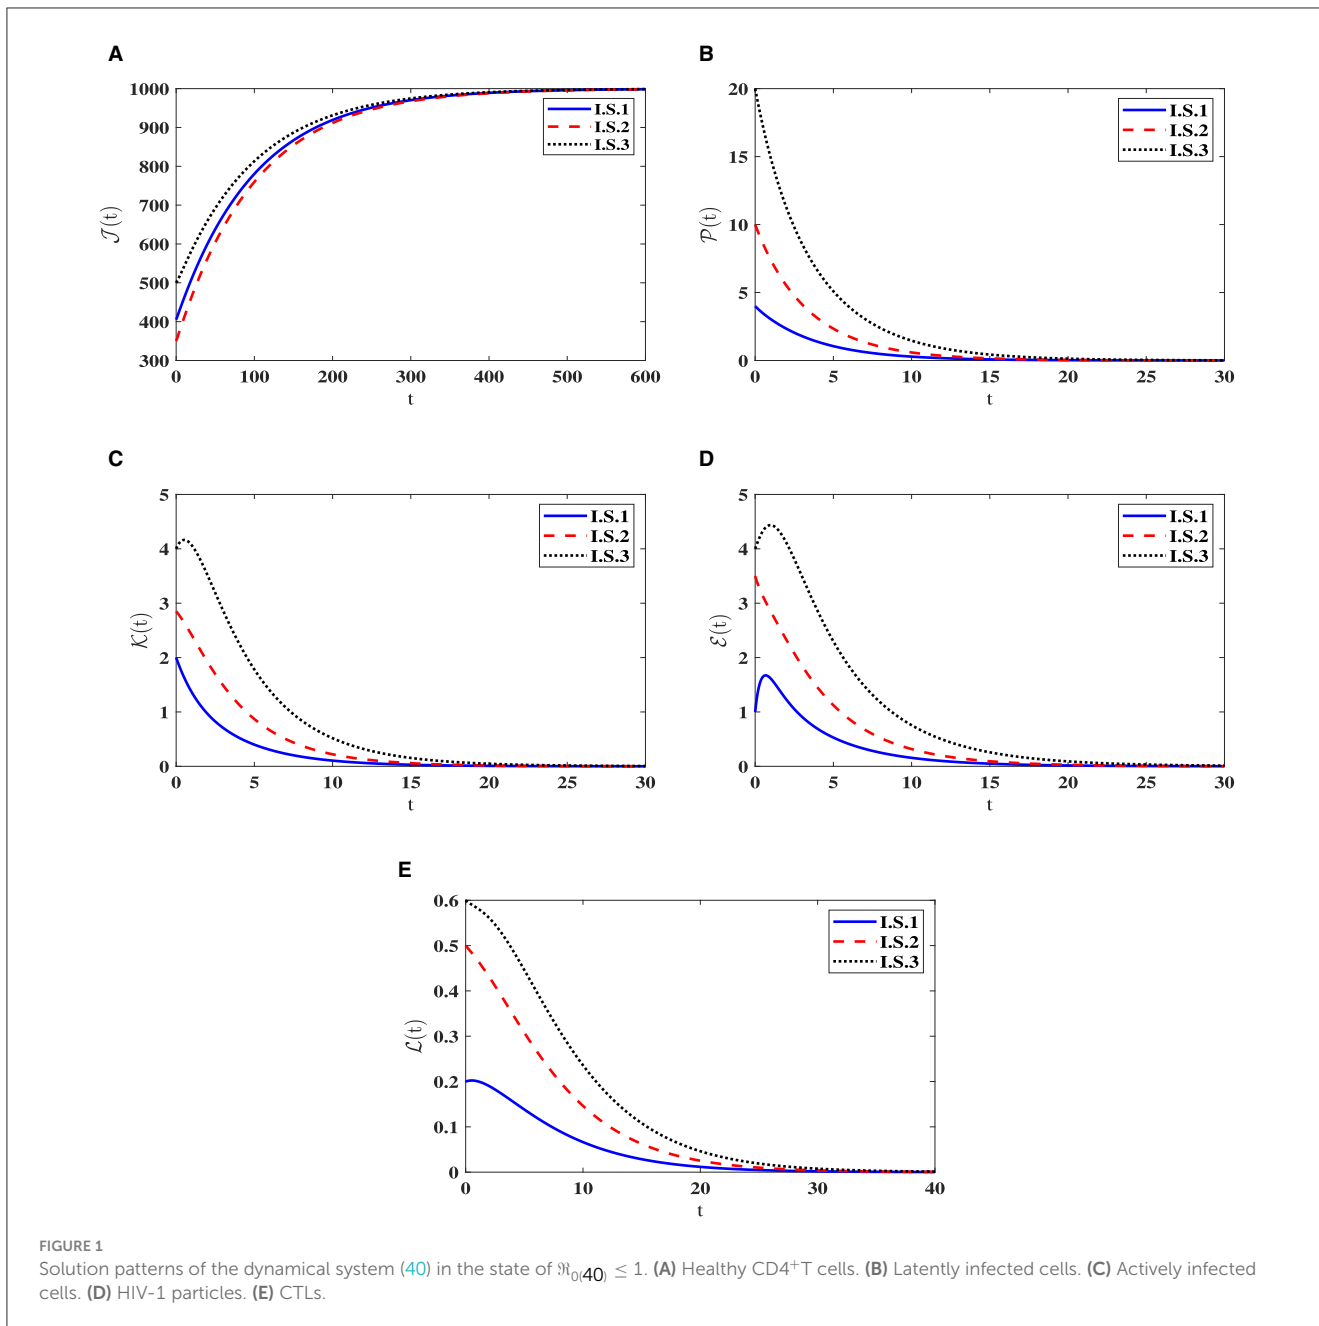 A
B
1000
900
800
700
600
500
400
300
0
100
200
300
400
500
600
𝒥(t)
t
I.S.1
I.S.2
I.S.3
20
15
10
5
0
0
5
10
15
20
25
30
𝒫(t)
t
I.S.1
I.S.2
I.S.3
C
D
5
4
3
2
1
0
0
5
10
15
20
25
30
𝒦(t)
t
I.S.1
I.S.2
I.S.3
5
4
3
2
1
0
0
5
10
15
20
25
30
ℰ(t)
t
I.S.1
I.S.2
I.S.3
E
0.6
0.5
0.4
0.3
0.2
0.1
0
0
10
20
30
40
ℒ(t)
t
I.S.1
I.S.2
I.S.3
FIGURE 1
Solution patterns of the dynamical system (40) in the state of ℜ0(40) ≤ 1. (A) Healthy CD4+T cells. (B) Latently infected cells. (C) Actively infected
cells. (D) HIV-1 particles. (E) CTLs.